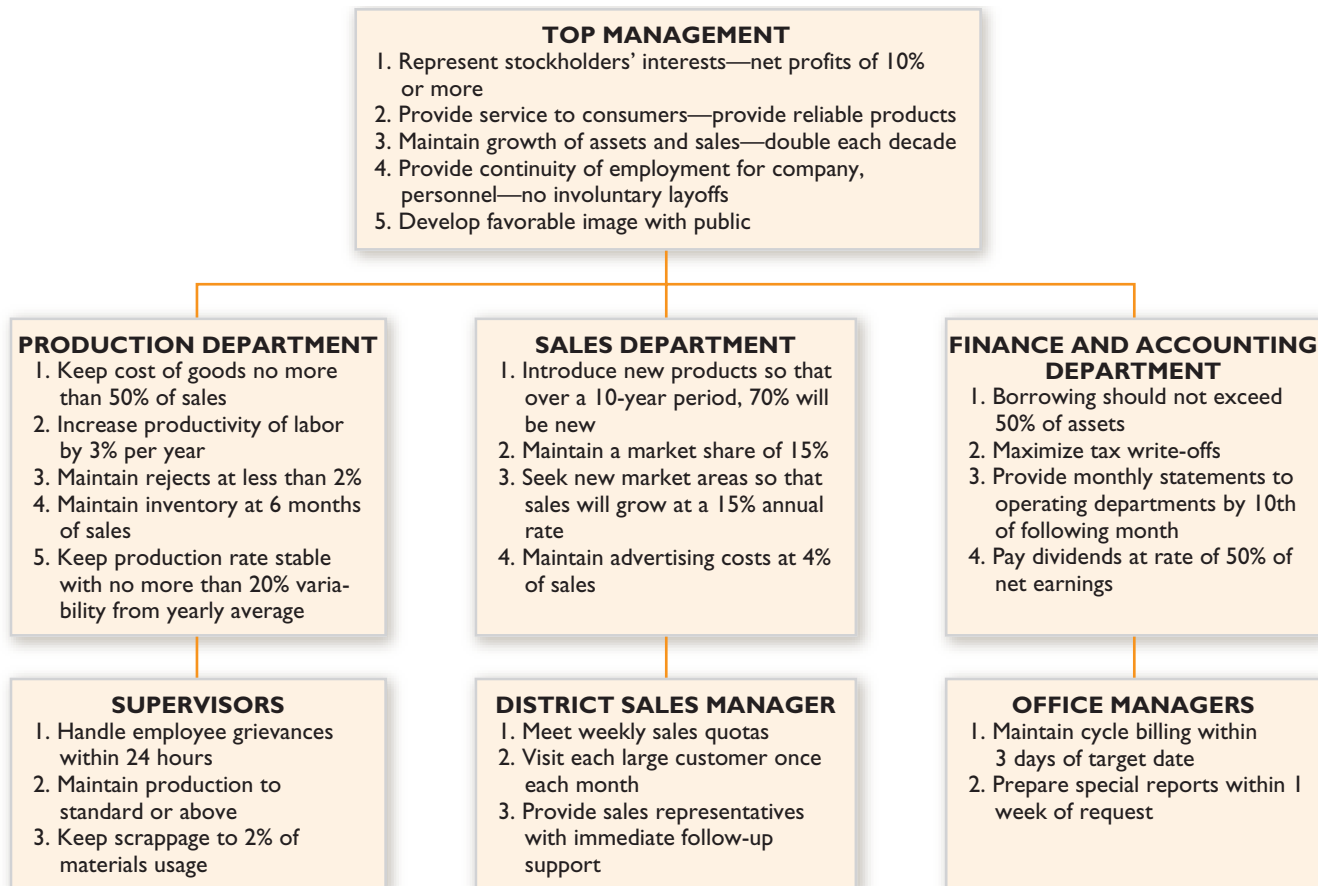 TOP MANAGEMENT
1. Represent stockholders’ interests—net profits of 10%
or more
2. Provide service to consumers—provide reliable products
3. Maintain growth of assets and sales—double each decade
4. Provide continuity of employment for company,
personnel—no involuntary layoffs
5. Develop favorable image with public
PRODUCTION DEPARTMENT
1. Keep cost of goods no more
than 50% of sales
2. Increase productivity of labor
by 3% per year
3. Maintain rejects at less than 2%
4. Maintain inventory at 6 months
of sales
5. Keep production rate stable
with no more than 20% varia-
bility from yearly average
SALES DEPARTMENT
1. Introduce new products so that
over a 10-year period, 70% will
be new
2. Maintain a market share of 15%
3. Seek new market areas so that
sales will grow at a 15% annual
rate
4. Maintain advertising costs at 4%
of sales
FINANCE AND ACCOUNTING
DEPARTMENT
1. Borrowing should not exceed
50% of assets
2. Maximize tax write-offs
3. Provide monthly statements to
operating departments by 10th
of following month
4. Pay dividends at rate of 50% of
net earnings
SUPERVISORS
1. Handle employee grievances
within 24 hours
2. Maintain production to
standard or above
3. Keep scrappage to 2% of
materials usage
DISTRICT SALES MANAGER
1. Meet weekly sales quotas
2. Visit each large customer once
each month
3. Provide sales representatives
with immediate follow-up
support
OFFICE MANAGERS
1. Maintain cycle billing within
3 days of target date
2. Prepare special reports within 1
week of request